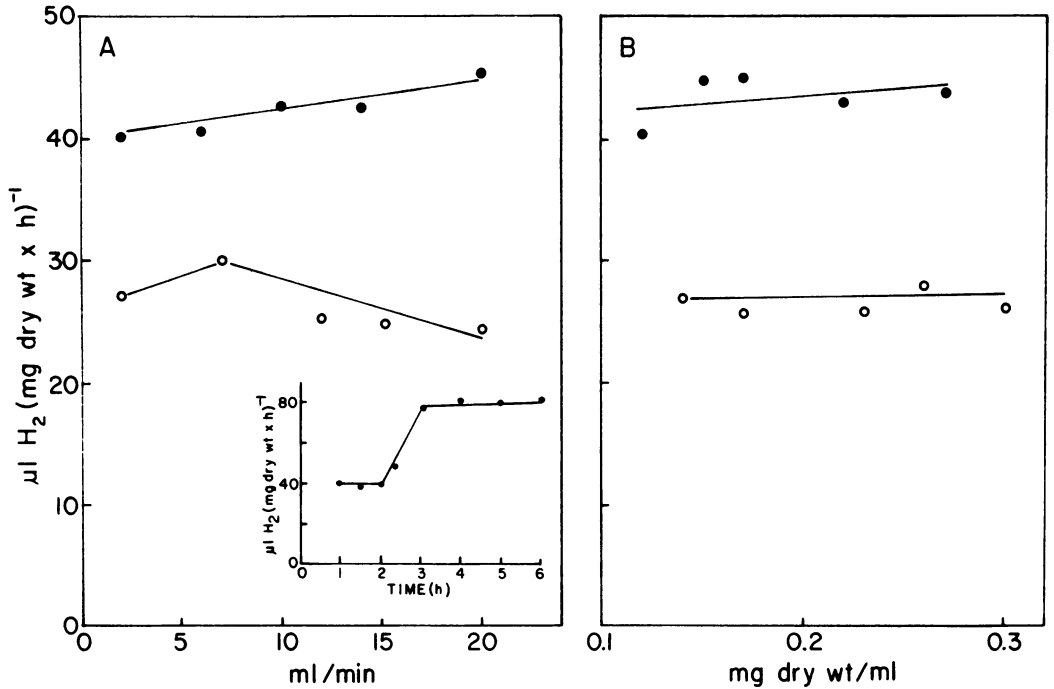 A
B
50
40
30
20
10
0
μl H2 (mg dry wt x h)-1
0 5 10 15 20
ml/min
80
40
0
μl H2 (mg dry wt x h)-1
0 1 2 3 4 5 6
TIME (h)
0.1 0.2 0.3
mg dry wt/ml